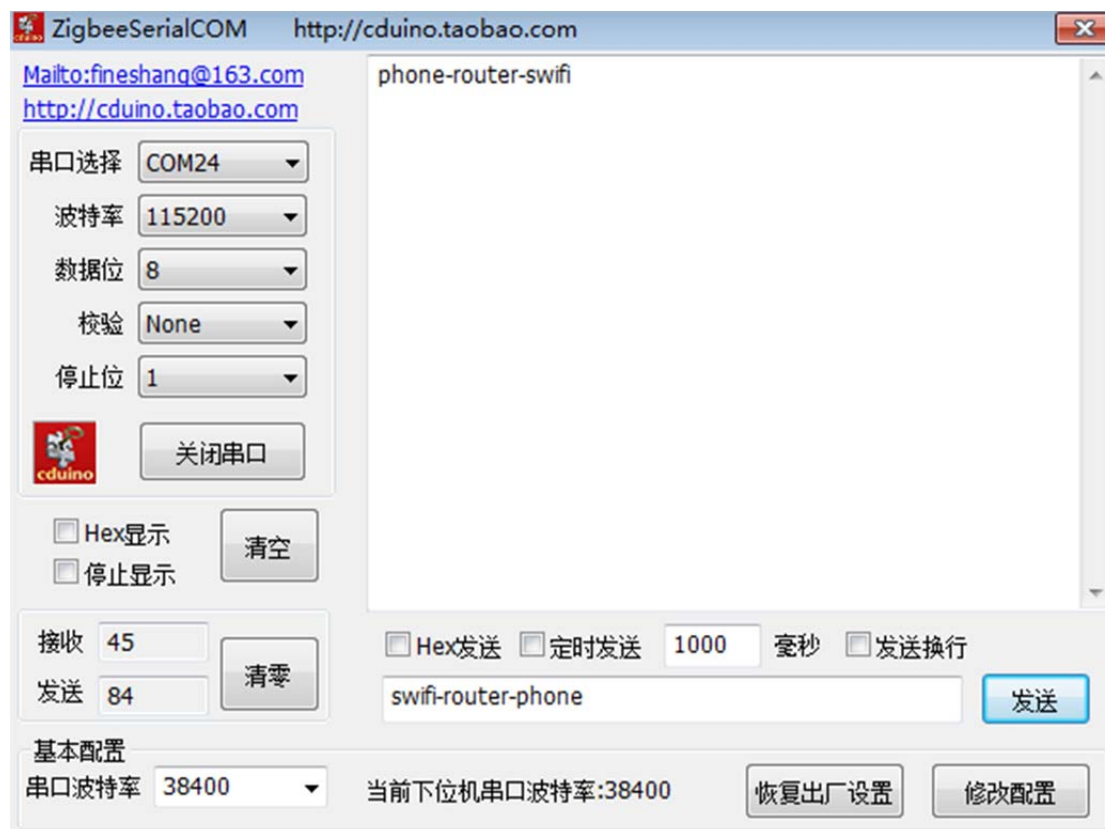 ZigbeeSerialCOM http://cduino.taobao.com
Mailto:fineshang@163.com
http://cduino.taobao.com
串口选择 COM24
波特率 115200
数据位 8
校验 None
停止位 1
cduino
关闭串口
Hex显示
停止显示
清空
接收 45
发送 84
清零
phone-router-swifi
Hex发送 定时发送 1000 毫秒 发送换行
swifi-router-phone 发送
基本配置
串口波特率 38400 当前下位机串口波特率:38400 恢复出厂设置 修改配置